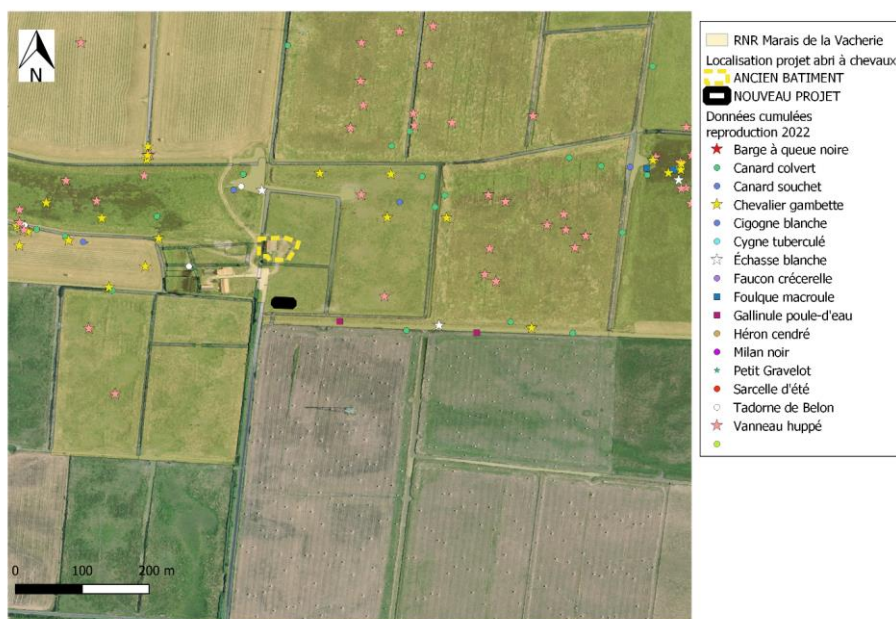 N
0 100 200 m
RNR Marais de la Vacherie
Localisation projet abri à chevaux
ANCIEN BATIMENT
NOUVEAU PROJET
Données cumulées
reproduction 2022
Barge à queue noire
Canard colvert
Canard souchet
Chevalier gambette
Cigogne blanche
Cygne tuberculé
Échasse blanche
Faucon crécerelle
Foulque macroule
Gallinule poule-d'eau
Héron cendré
Milan noir
Petit Gravelot
Sarcelle d'été
Tadorne de Belon
Vanneau huppé